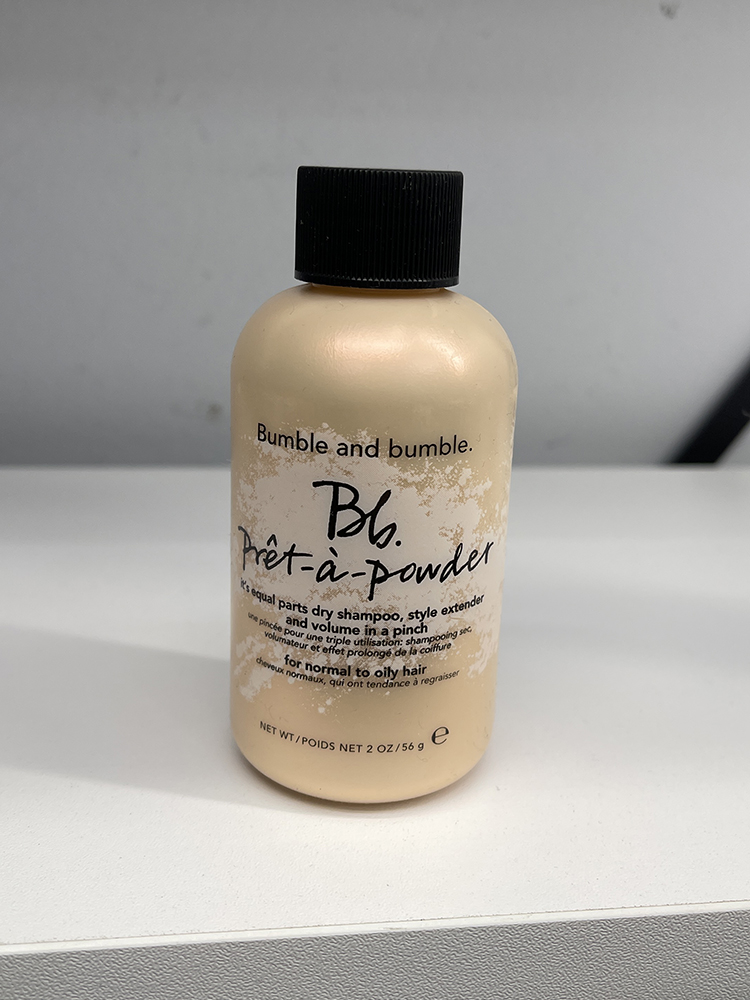 Bumble and bumble.
Bb.
Prêt-à-powder
it's equal parts dry shampoo, style extender
and volume in a pinch
une pincée pour une triple utilisation: shampooing sec,
volumateur et effet prolongé de la coiffure
for normal to oily hair
cheveux normaux, qui ont tendance à regraisser
NET WT/POIDS NET 2 OZ/56 g ℮